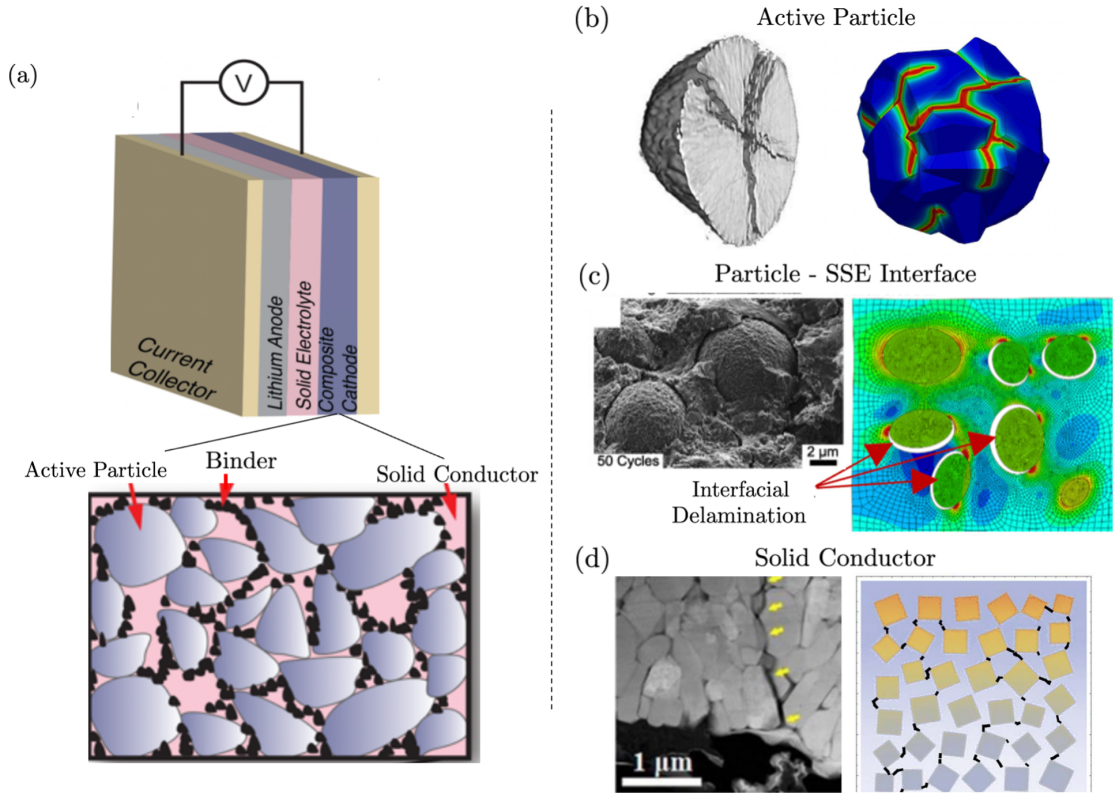 (a)
V
Current
Collector
Lithium Anode
Solid Electrolyte
Composite
Cathode
Active Particle
Binder
Solid Conductor
(b)
Active Particle
(c)
Particle - SSE Interface
50 Cycles
2 μm
Interfacial
Delamination
(d)
Solid Conductor
1 μm